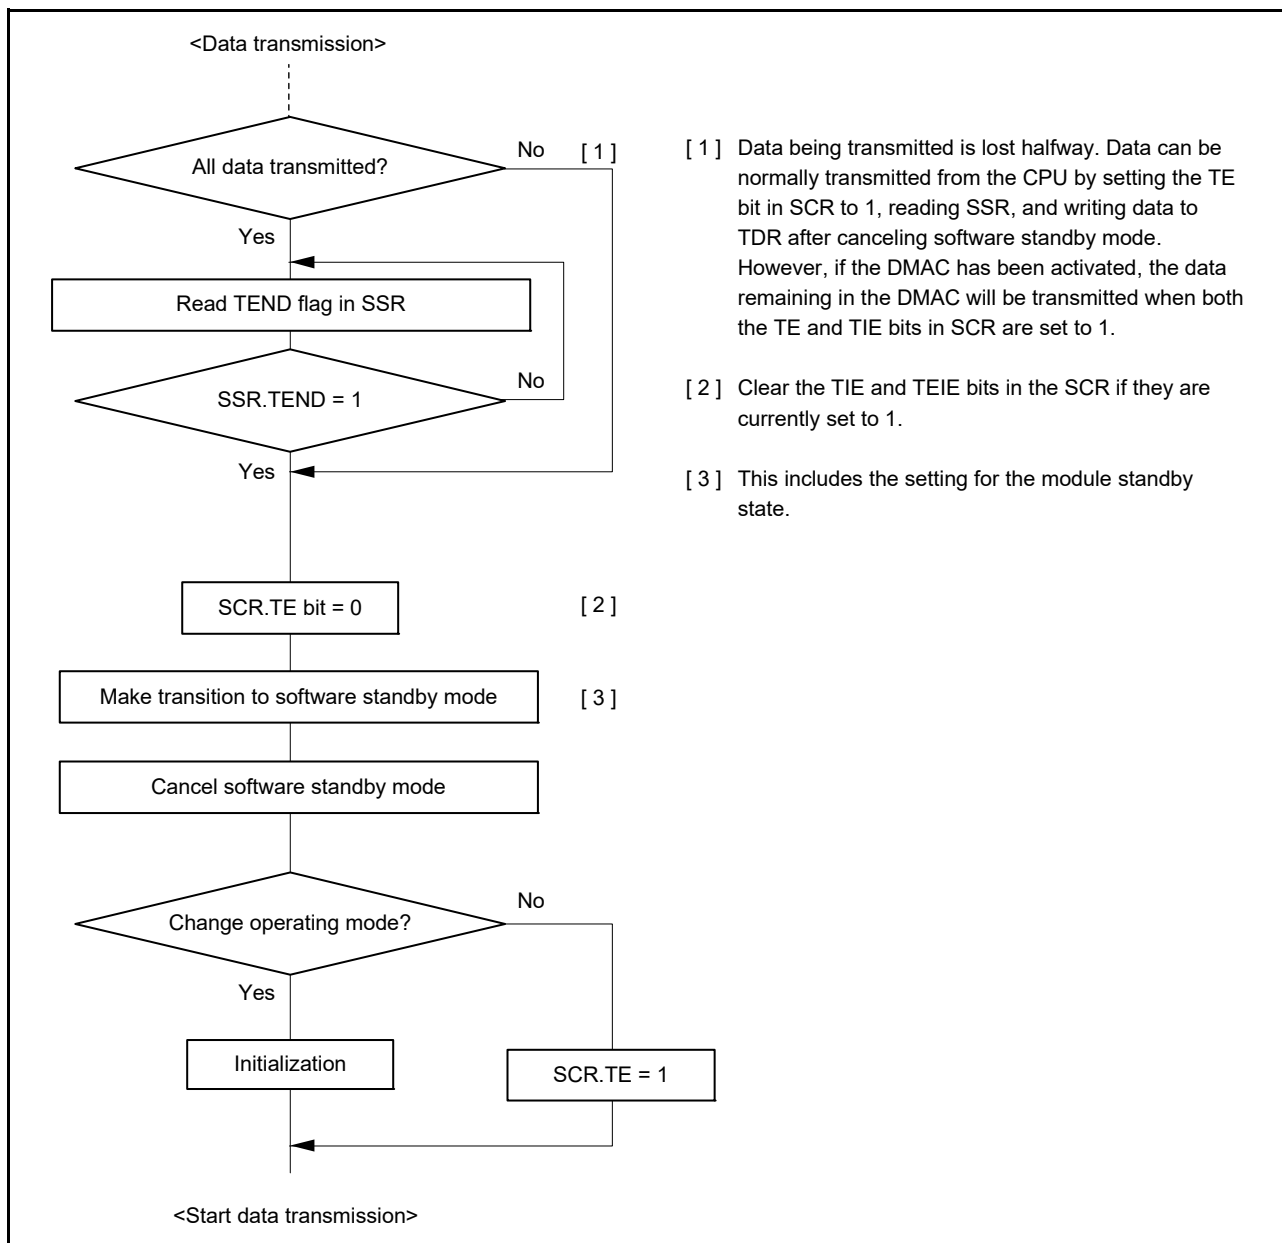 <Data transmission>
All data transmitted?
No
[ 1 ]
Yes
Read TEND flag in SSR
SSR.TEND = 1
No
Yes
SCR.TE bit = 0
[ 2 ]
Make transition to software standby mode
[ 3 ]
Cancel software standby mode
Change operating mode?
No
Yes
Initialization
SCR.TE = 1
<Start data transmission>
[ 1 ] Data being transmitted is lost halfway. Data can be
normally transmitted from the CPU by setting the TE
bit in SCR to 1, reading SSR, and writing data to
TDR after canceling software standby mode.
However, if the DMAC has been activated, the data
remaining in the DMAC will be transmitted when both
the TE and TIE bits in SCR are set to 1.
[ 2 ] Clear the TIE and TEIE bits in the SCR if they are
currently set to 1.
[ 3 ] This includes the setting for the module standby
state.